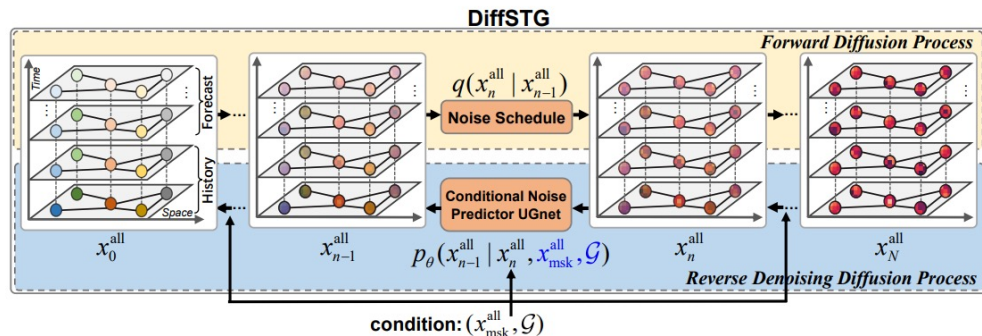 DiffSTG
Forward Diffusion Process
Time
Forecast
History
Space
q(x_n^all | x_{n-1}^all)
Noise Schedule
...
...
...
...
Conditional Noise
Predictor UGnet
p_θ(x_{n-1}^all | x_n^all, x_msk^all, 𝒢)
x_0^all
x_{n-1}^all
x_n^all
x_N^all
Reverse Denoising Diffusion Process
condition: (x_msk^all, 𝒢)